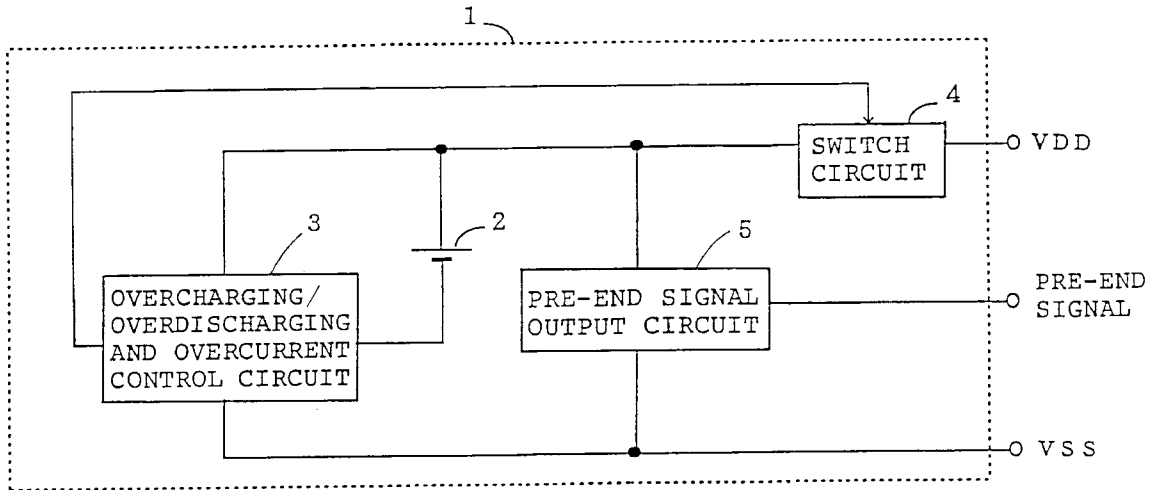 1
4
SWITCH
CIRCUIT
VDD
3
2
5
OVERCHARGING/
OVERDISCHARGING
AND OVERCURRENT
CONTROL CIRCUIT
PRE-END SIGNAL
OUTPUT CIRCUIT
PRE-END
SIGNAL
VSS